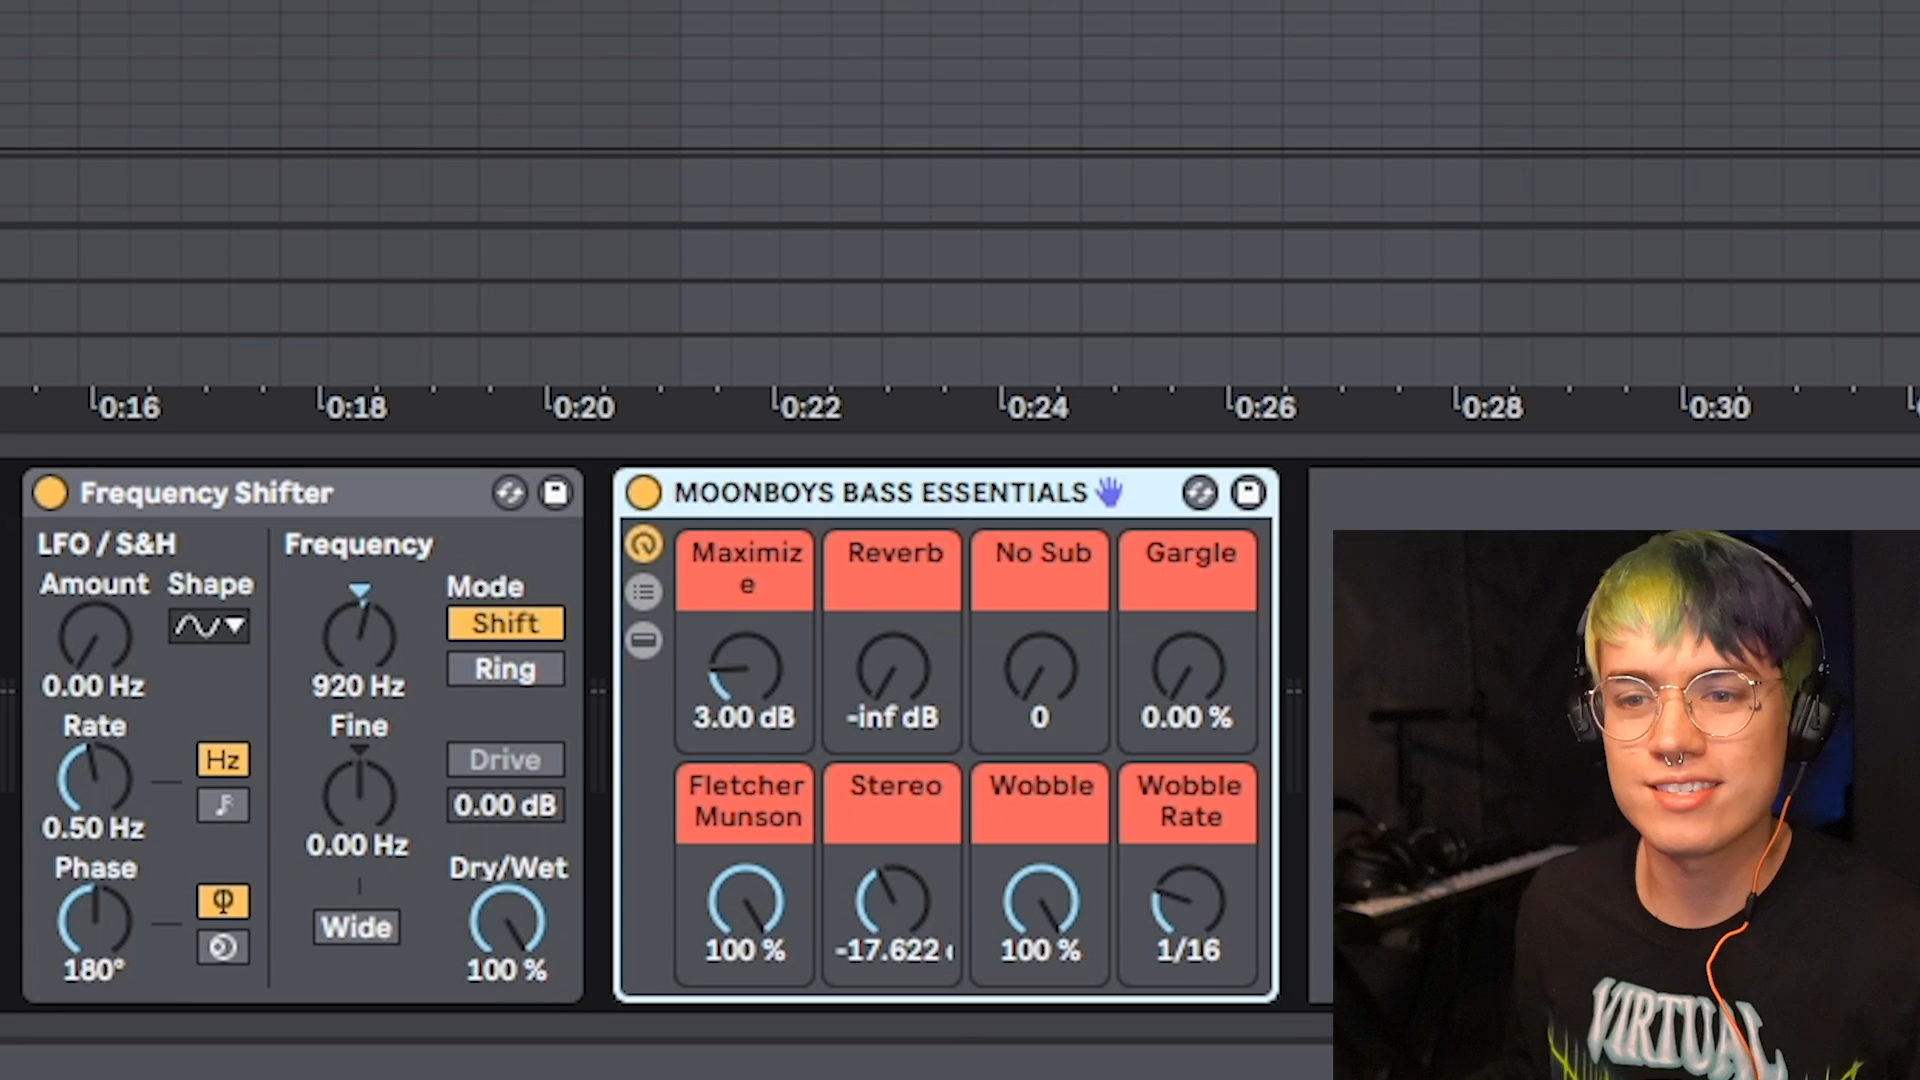 0:16 0:18 0:20 0:22 0:24 0:26 0:28 0:30
Frequency Shifter
LFO / S&H
Amount Shape
0.00 Hz
Rate
Hz
0.50 Hz
Phase
Φ
180°
Frequency
920 Hz
Fine
0.00 Hz
Wide
Mode
Shift
Ring
Drive
0.00 dB
Dry/Wet
100 %
MOONBOYS BASS ESSENTIALS
Maximiz
e
3.00 dB
Reverb
-inf dB
No Sub
0
Gargle
0.00 %
Fletcher
Munson
100 %
Stereo
-17.622
Wobble
100 %
Wobble
Rate
1/16
VIRTUAL